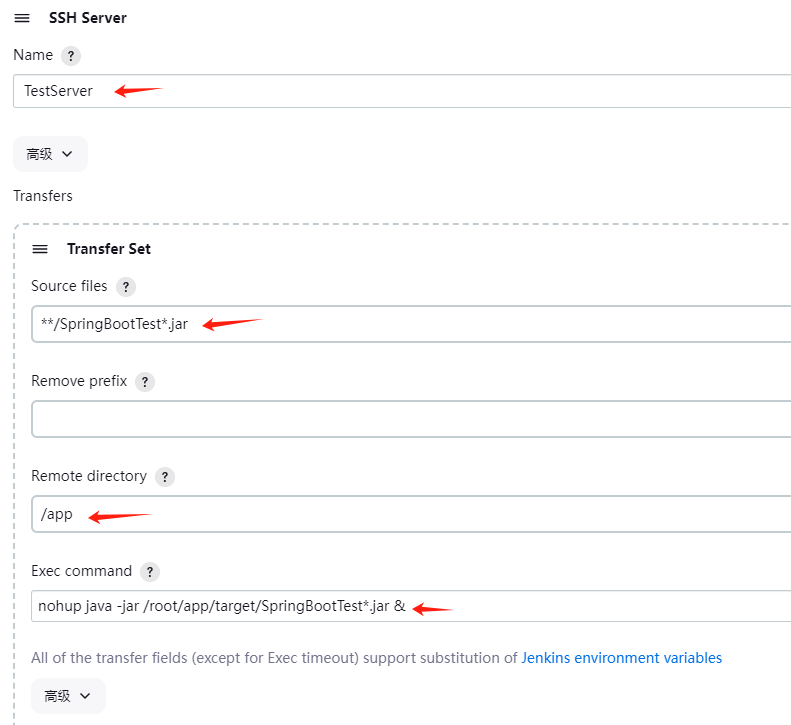 SSH Server
Name ?
TestServer
高级
Transfers
Transfer Set
Source files ?
**/SpringBootTest*.jar
Remove prefix ?
Remote directory ?
/app
Exec command ?
nohup java -jar /root/app/target/SpringBootTest*.jar &
All of the transfer fields (except for Exec timeout) support substitution of Jenkins environment variables
高级